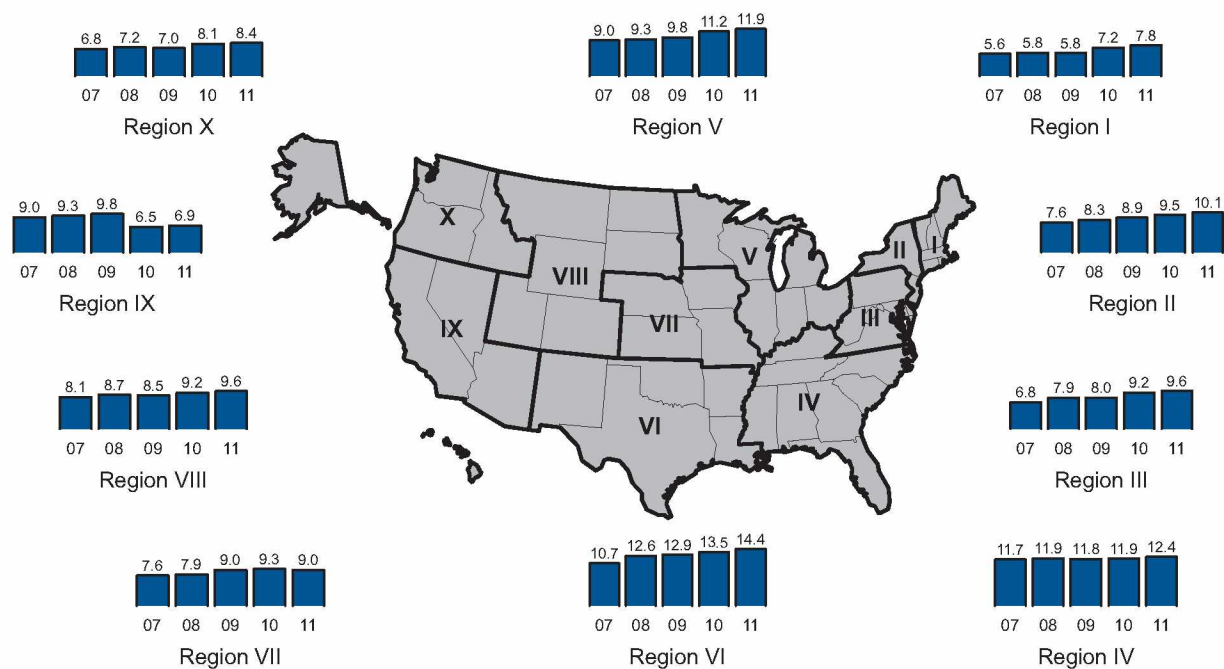 6.8 7.2 7.0 8.1 8.4
07 08 09 10 11
Region X
9.0 9.3 9.8 11.2 11.9
07 08 09 10 11
Region V
5.6 5.8 5.8 7.2 7.8
07 08 09 10 11
Region I
9.0 9.3 9.8 6.5 6.9
07 08 09 10 11
Region IX
7.6 8.3 8.9 9.5 10.1
07 08 09 10 11
Region II
8.1 8.7 8.5 9.2 9.6
07 08 09 10 11
Region VIII
6.8 7.9 8.0 9.2 9.6
07 08 09 10 11
Region III
7.6 7.9 9.0 9.3 9.0
07 08 09 10 11
Region VII
10.7 12.6 12.9 13.5 14.4
07 08 09 10 11
Region VI
11.7 11.9 11.8 11.9 12.4
07 08 09 10 11
Region IV
X
V
II
I
VIII
IX
VII
III
IV
VI